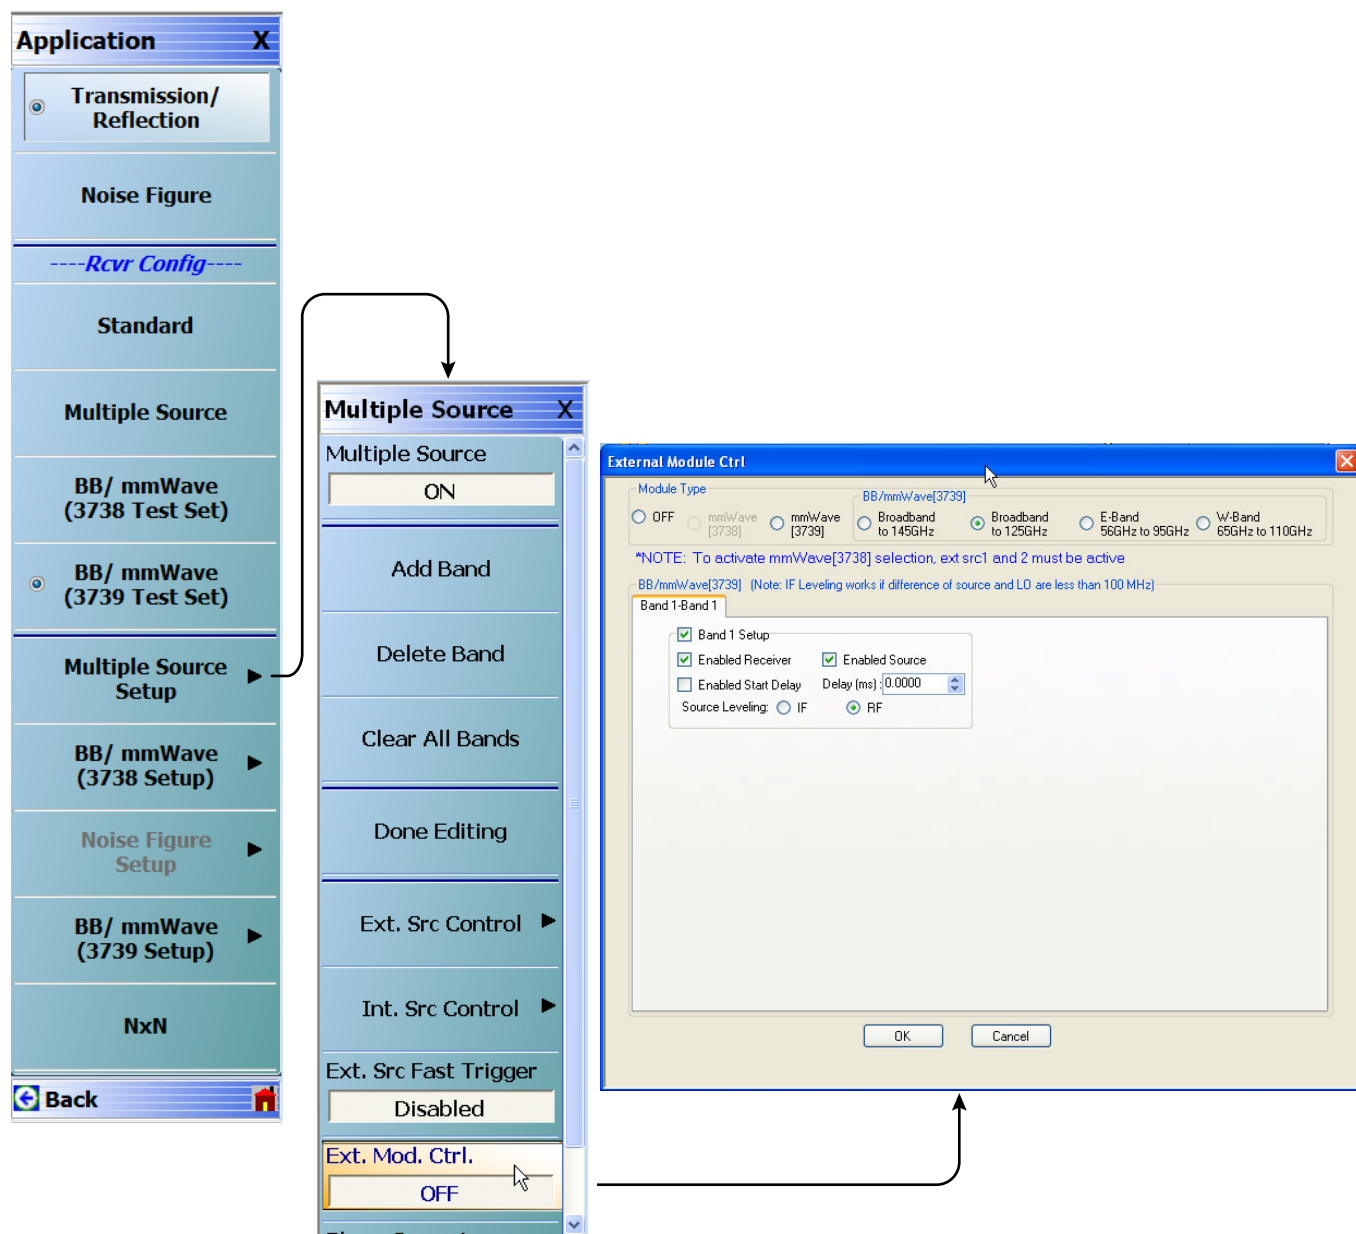 Application X
Transmission/
Reflection
Noise Figure
----Rcvr Config----
Standard
Multiple Source
BB/ mmWave
(3738 Test Set)
BB/ mmWave
(3739 Test Set)
Multiple Source
Setup
BB/ mmWave
(3738 Setup)
Noise Figure
Setup
BB/ mmWave
(3739 Setup)
NxN
Back
Multiple Source X
Multiple Source
ON
Add Band
Delete Band
Clear All Bands
Done Editing
Ext. Src Control
Int. Src Control
Ext. Src Fast Trigger
Disabled
Ext. Mod. Ctrl.
OFF
External Module Ctrl
Module Type
BB/mmWave[3739]
OFF
mmWave
[3738]
mmWave
[3739]
Broadband
to 145GHz
Broadband
to 125GHz
E-Band
56GHz to 95GHz
W-Band
65GHz to 110GHz
*NOTE: To activate mmWave[3738] selection, ext src1 and 2 must be active
BB/mmWave[3739] (Note: IF Leveling works if difference of source and LO are less than 100 MHz)
Band 1-Band 1
Band 1 Setup
Enabled Receiver Enabled Source
Enabled Start Delay Delay (ms) : 0.0000
Source Leveling: IF RF
OK Cancel